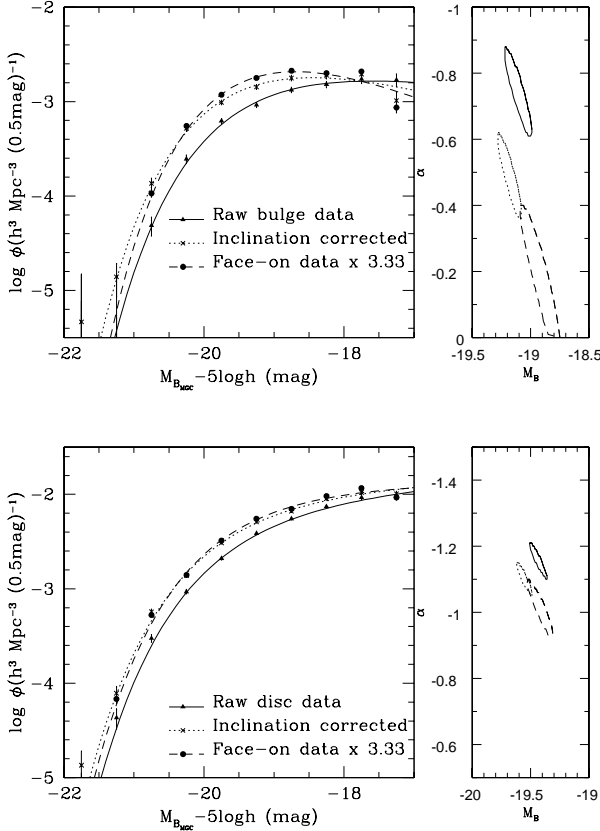 −2
−3
−4
−5
log ϕ(h³ Mpc⁻³ (0.5mag)⁻¹)
Raw bulge data
Inclination corrected
Face−on data x 3.33
−22
−20
−18
M_B_MGC−5logh (mag)
-1
-0.8
-0.6
-0.4
-0.2
0
α
-19.5
-19
-18.5
M_B
−2
−3
−4
−5
log ϕ(h³ Mpc⁻³ (0.5mag)⁻¹)
Raw disc data
Inclination corrected
Face−on data x 3.33
−22
−20
−18
M_B_MGC−5logh (mag)
-1.4
-1.2
-1
-0.8
-0.6
α
-20
-19.5
-19
M_B